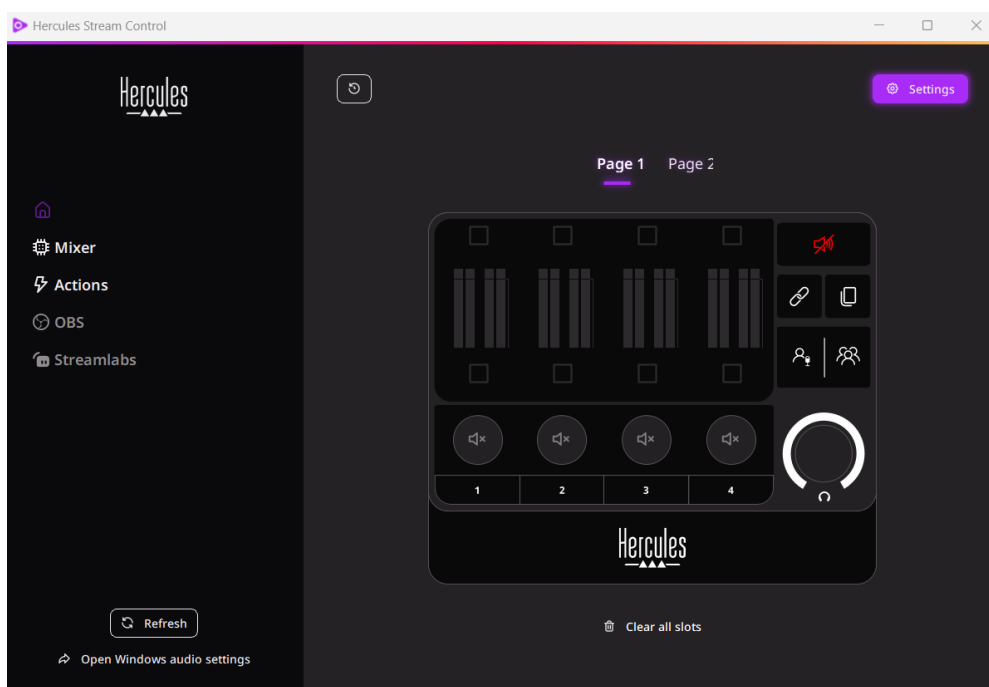 Hercules Stream Control
Hercules
Settings
Page 1 Page 2
Mixer
Actions
OBS
Streamlabs
1 2 3 4
Hercules
Refresh
Clear all slots
Open Windows audio settings